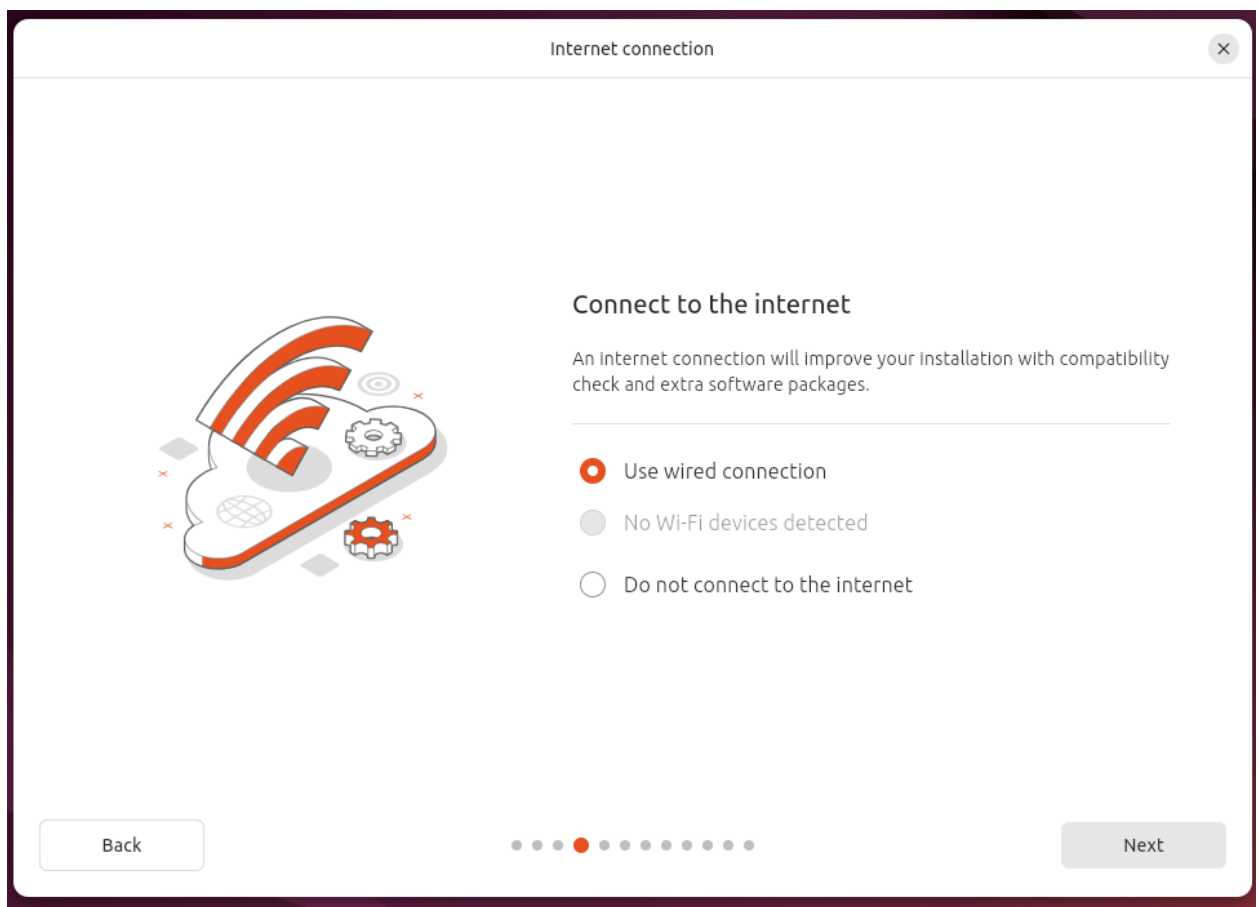 Internet connection
Connect to the internet
An internet connection will improve your installation with compatibility
check and extra software packages.
Use wired connection
No Wi-Fi devices detected
Do not connect to the internet
Back
Next